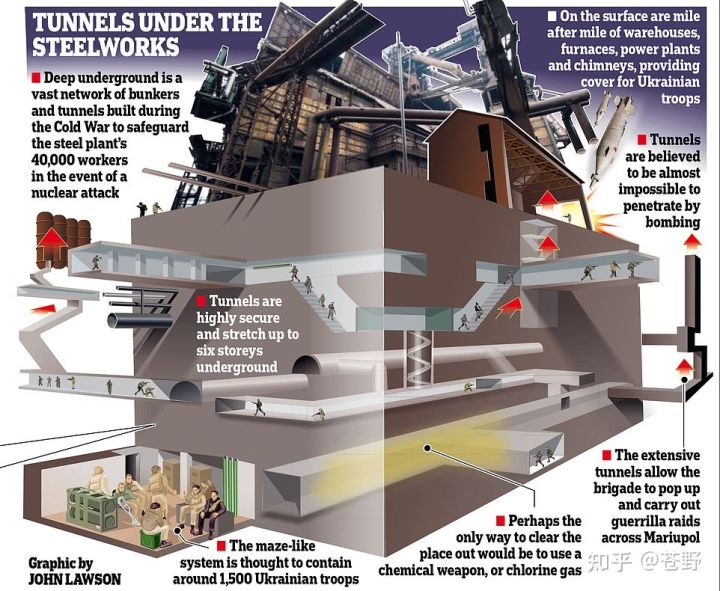 TUNNELS UNDER THE
STEELWORKS
■ Deep underground is a
vast network of bunkers
and tunnels built during
the Cold War to safeguard
the steel plant's
40,000 workers
in the event of a
nuclear attack
■ On the surface are mile
after mile of warehouses,
furnaces, power plants
and chimneys, providing
cover for Ukrainian
troops
■ Tunnels
are believed
to be almost
impossible to
penetrate by
bombing
■ Tunnels are
highly secure
and stretch up to
six storeys
underground
■ The extensive
tunnels allow the
brigade to pop up
and carry out
guerrilla raids
across Mariupol
■ Perhaps the
only way to clear the
place out would be to use a
chemical weapon, or chlorine gas
■ The maze-like
system is thought to contain
around 1,500 Ukrainian troops
Graphic by
JOHN LAWSON
知乎 @苍野